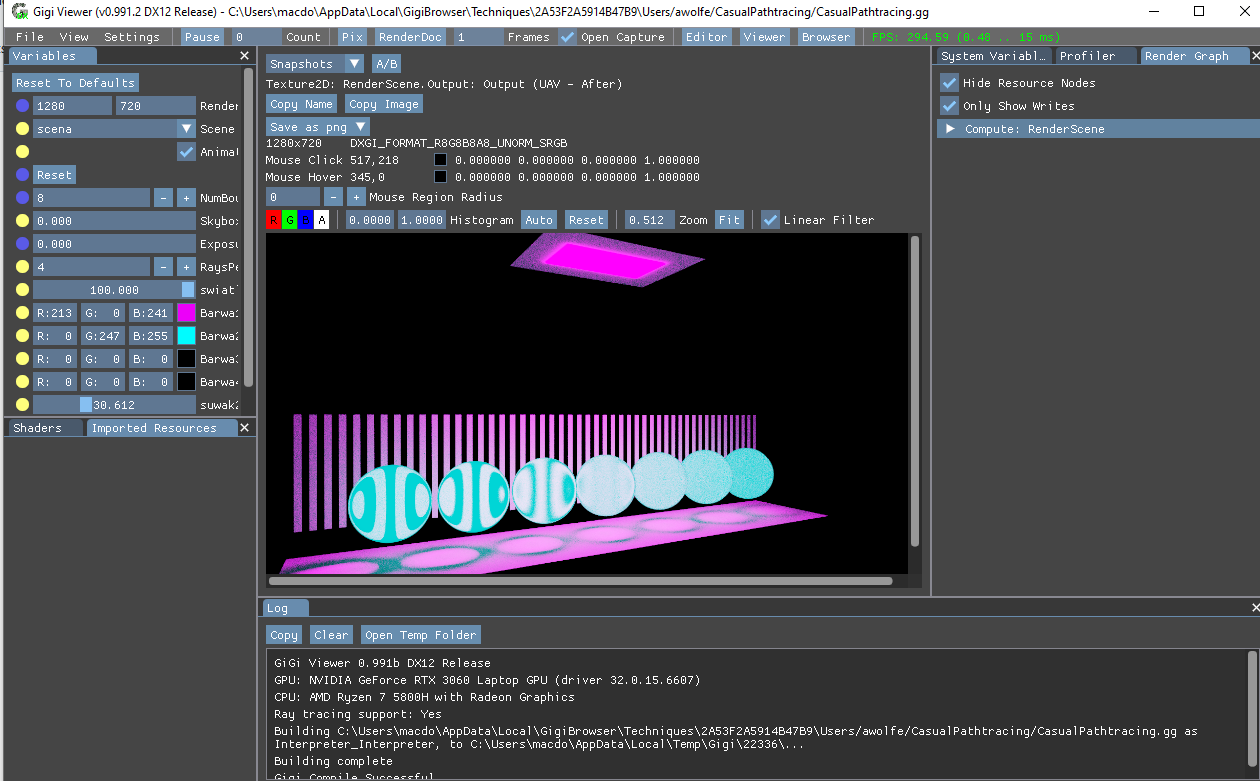 Gigi Viewer (v0.991.2 DX12 Release) - C:\Users\macdo\AppData\Local\GigiBrowser\Techniques\2A53F2A5914B47B9\Users/awolfe/CasualPathtracing/CasualPathtracing.gg
File View Settings Pause 0 Count Pix RenderDoc 1 Frames Open Capture Editor Viewer Browser FPS: 294.59 (0.48 .. 15 ms)
Variables
Reset To Defaults
1280 720 Render
scena Scene
Animat
Reset
8 - + NumBou
0.000 Skybox
0.000 Exposu
4 - + RaysPe
100.000 swiatl
R:213 G: 0 B:241 Barwa1
R: 0 G:247 B:255 Barwa2
R: 0 G: 0 B: 0 Barwa3
R: 0 G: 0 B: 0 Barwa4
30.612 suwak2
Shaders Imported Resources
Snapshots A/B
Texture2D: RenderScene.Output: Output (UAV - After)
Copy Name Copy Image
Save as png
1280x720 DXGI_FORMAT_R8G8B8A8_UNORM_SRGB
Mouse Click 517,218 0.000000 0.000000 0.000000 1.000000
Mouse Hover 345,0 0.000000 0.000000 0.000000 1.000000
0 - + Mouse Region Radius
R G B A 0.0000 1.0000 Histogram Auto Reset 0.512 Zoom Fit Linear Filter
System Variabl.. Profiler Render Graph
Hide Resource Nodes
Only Show Writes
Compute: RenderScene
Log
Copy Clear Open Temp Folder
GiGi Viewer 0.991b DX12 Release
GPU: NVIDIA GeForce RTX 3060 Laptop GPU (driver 32.0.15.6607)
CPU: AMD Ryzen 7 5800H with Radeon Graphics
Ray tracing support: Yes
Building C:\Users\macdo\AppData\Local\GigiBrowser\Techniques\2A53F2A5914B47B9\Users/awolfe/CasualPathtracing/CasualPathtracing.gg as
Interpreter_Interpreter, to C:\Users\macdo\AppData\Local\Temp\Gigi\22336\...
Building complete
Gigi Compile Successful